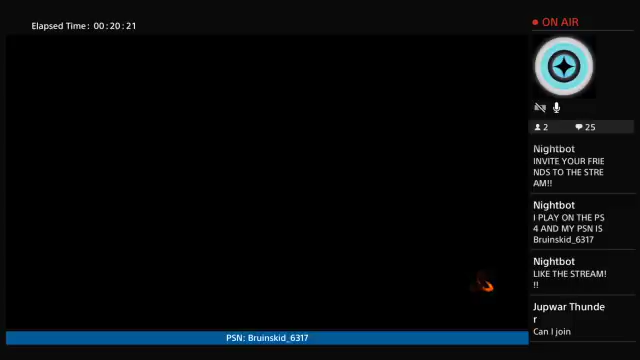 Elapsed Time: 00:20:21
ON AIR
2
25
Nightbot
INVITE YOUR FRIE
NDS TO THE STRE
AM!!
Nightbot
I PLAY ON THE PS
4 AND MY PSN IS
Bruinskid_6317
Nightbot
LIKE THE STREAM!
!!
Jupwar Thunde
r
Can I join
PSN: Bruinskid_6317